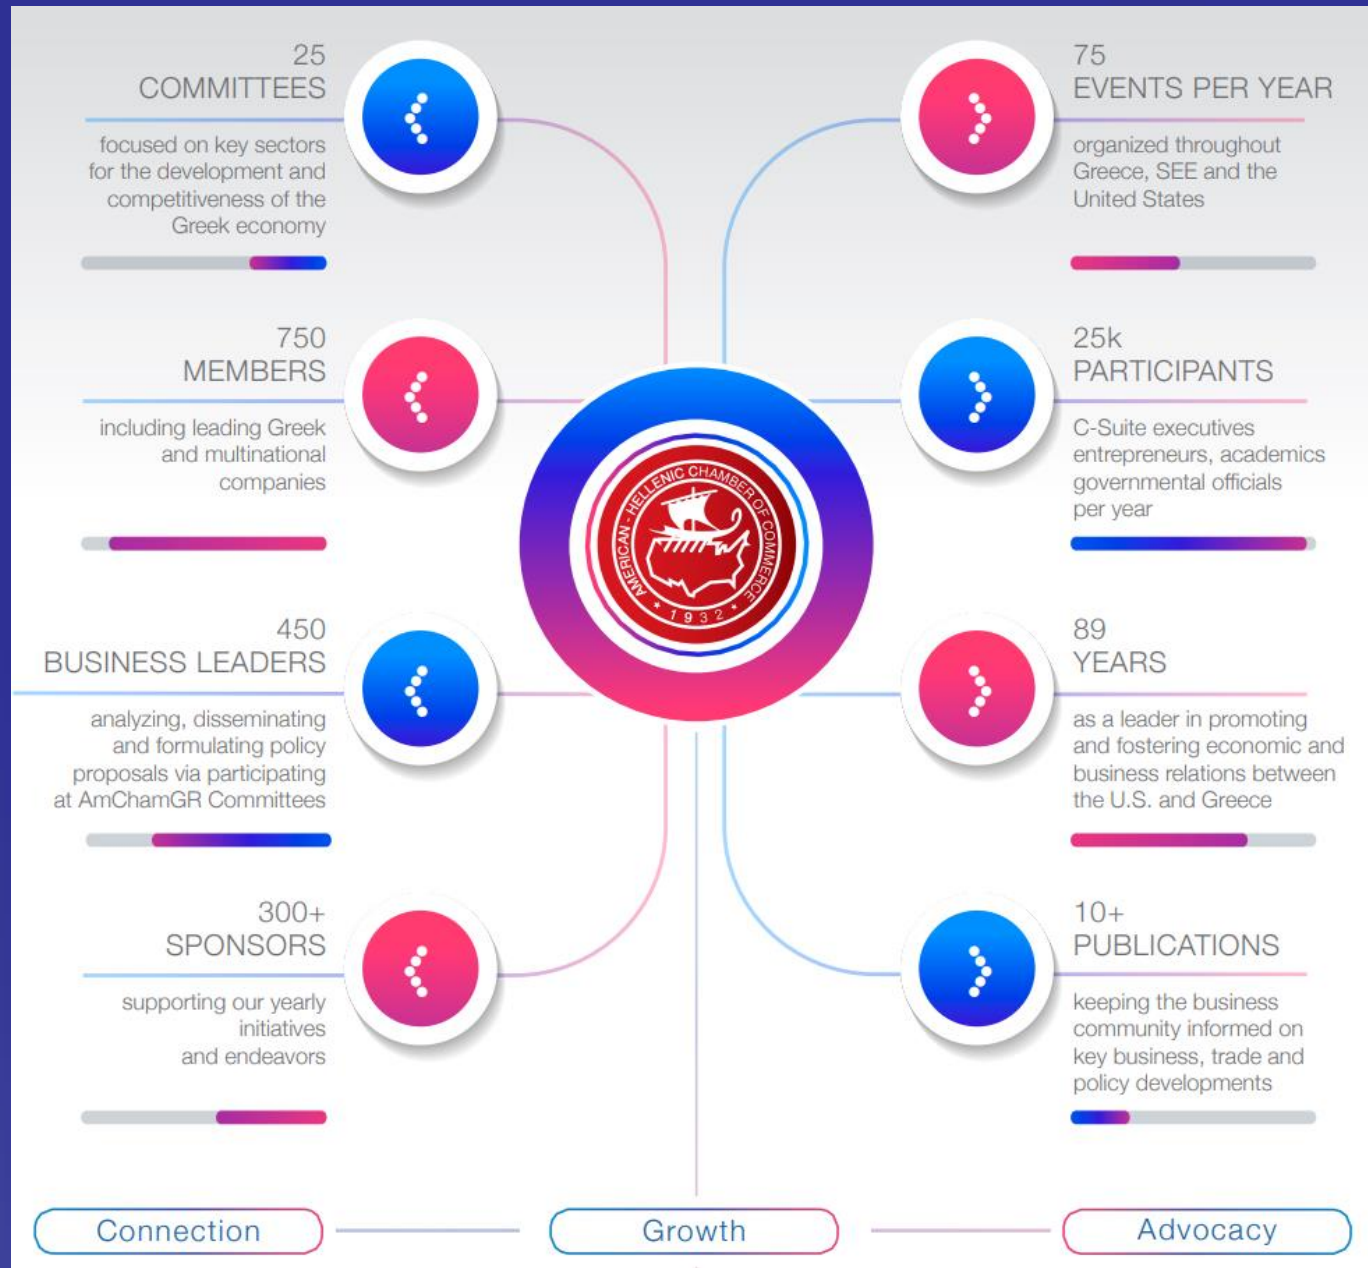 25
COMMITTEES
focused on key sectors
for the development and
competitiveness of the
Greek economy
750
MEMBERS
including leading Greek
and multinational
companies
450
BUSINESS LEADERS
analyzing, disseminating
and formulating policy
proposals via participating
at AmChamGR Committees
300+
SPONSORS
supporting our yearly
initiatives
and endeavors
AMERICAN - HELLENIC CHAMBER OF COMMERCE
* 1932 *
75
EVENTS PER YEAR
organized throughout
Greece, SEE and the
United States
25k
PARTICIPANTS
C-Suite executives
entrepreneurs, academics
governmental officials
per year
89
YEARS
as a leader in promoting
and fostering economic and
business relations between
the U.S. and Greece
10+
PUBLICATIONS
keeping the business
community informed on
key business, trade and
policy developments
Connection
Growth
Advocacy